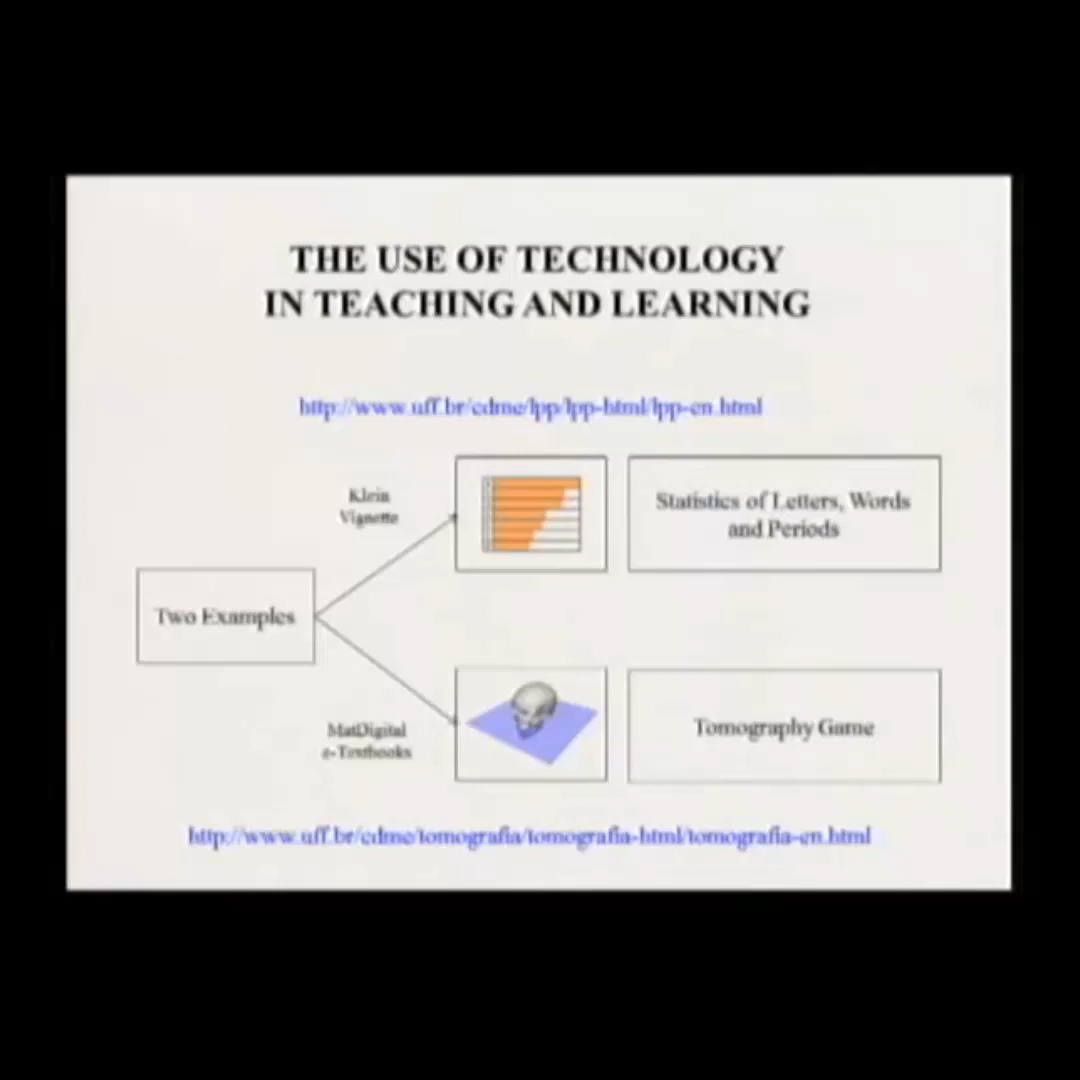 THE USE OF TECHNOLOGY
IN TEACHING AND LEARNING
http://www.uff.br/cdme/lpp/lpp-html/lpp-en.html
Klein
Vignette
Statistics of Letters, Words
and Periods
Two Examples
MatDigital
e-Textbooks
Tomography Game
http://www.uff.br/cdme/tomografia/tomografia-html/tomografia-en.html